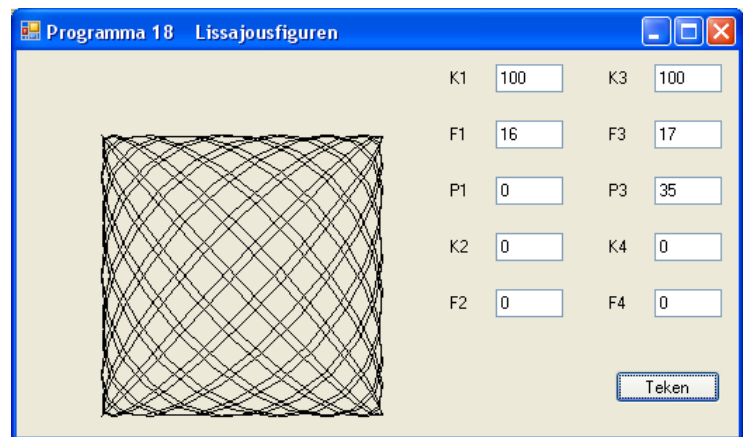 Programma 18 Lissajousfiguren
K1 100 K3 100
F1 16 F3 17
P1 0 P3 35
K2 0 K4 0
F2 0 F4 0
Teken